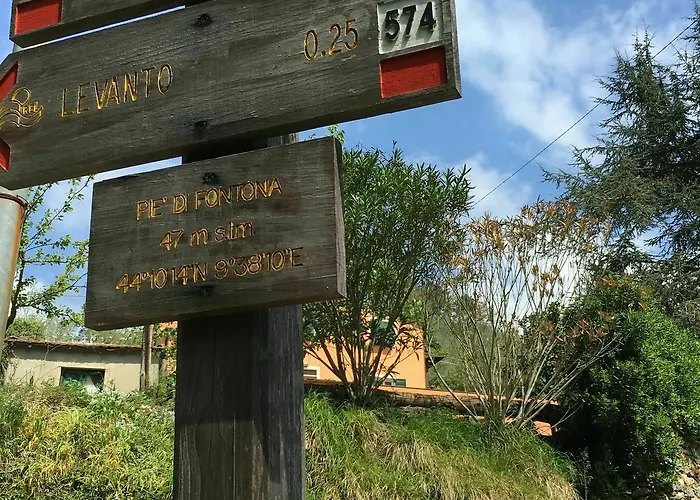 574
LEVANTO 0.25
PIE' DI FONTONA
47 m s.l.m
44°10'14"N 9°38'10"E